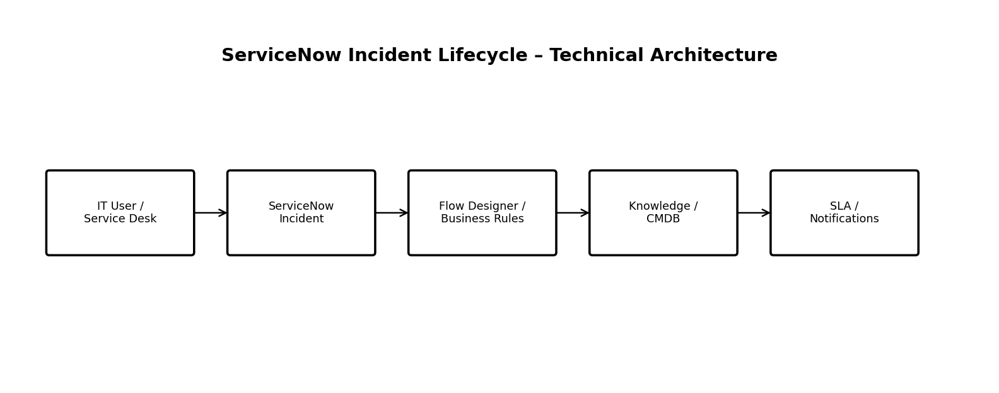 ServiceNow Incident Lifecycle – Technical Architecture
IT User /
Service Desk
ServiceNow
Incident
Flow Designer /
Business Rules
Knowledge /
CMDB
SLA /
Notifications